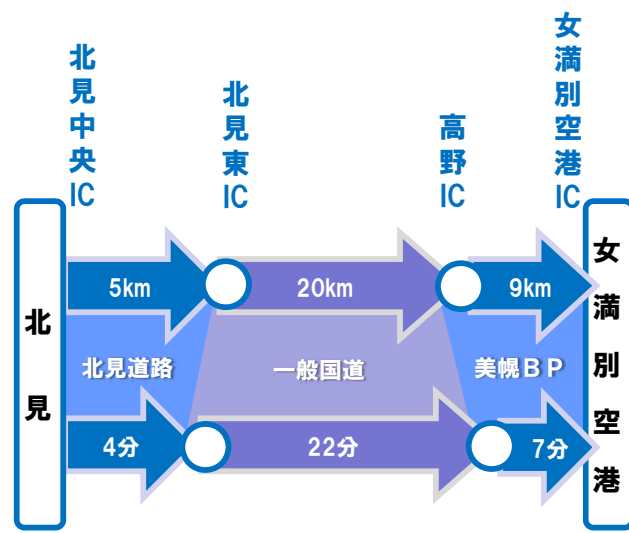 北見中央IC
北見東IC
高野IC
女満別空港IC
北見
5km
20km
9km
女満別空港
北見道路
一般国道
美幌BP
4分
22分
7分